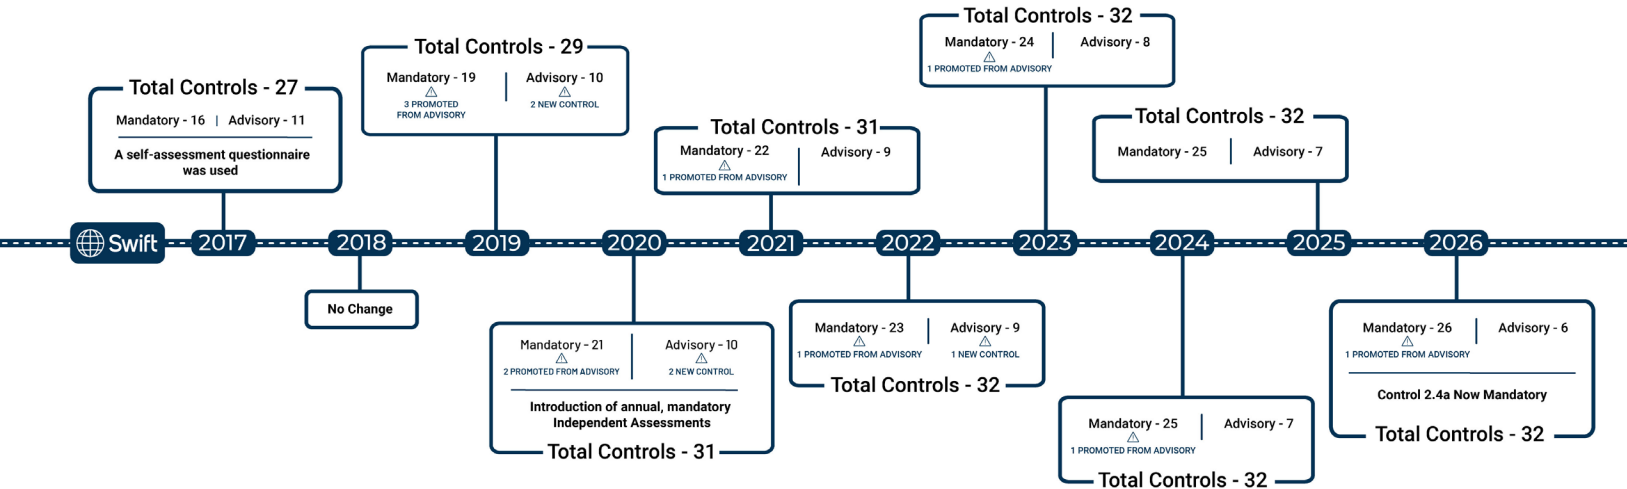 Swift
2017
Total Controls - 27
Mandatory - 16 | Advisory - 11
A self-assessment questionnaire
was used
2018
No Change
2019
Total Controls - 29
Mandatory - 19 | Advisory - 10
3 PROMOTED
FROM ADVISORY
2 NEW CONTROL
2020
Mandatory - 21 | Advisory - 10
2 PROMOTED FROM ADVISORY
2 NEW CONTROL
Introduction of annual, mandatory
Independent Assessments
Total Controls - 31
2021
Total Controls - 31
Mandatory - 22 | Advisory - 9
1 PROMOTED FROM ADVISORY
2022
Mandatory - 23 | Advisory - 9
1 PROMOTED FROM ADVISORY
1 NEW CONTROL
Total Controls - 32
2023
Total Controls - 32
Mandatory - 24 | Advisory - 8
1 PROMOTED FROM ADVISORY
2024
Mandatory - 25 | Advisory - 7
1 PROMOTED FROM ADVISORY
Total Controls - 32
2025
Total Controls - 32
Mandatory - 25 | Advisory - 7
2026
Mandatory - 26 | Advisory - 6
1 PROMOTED FROM ADVISORY
Control 2.4a Now Mandatory
Total Controls - 32